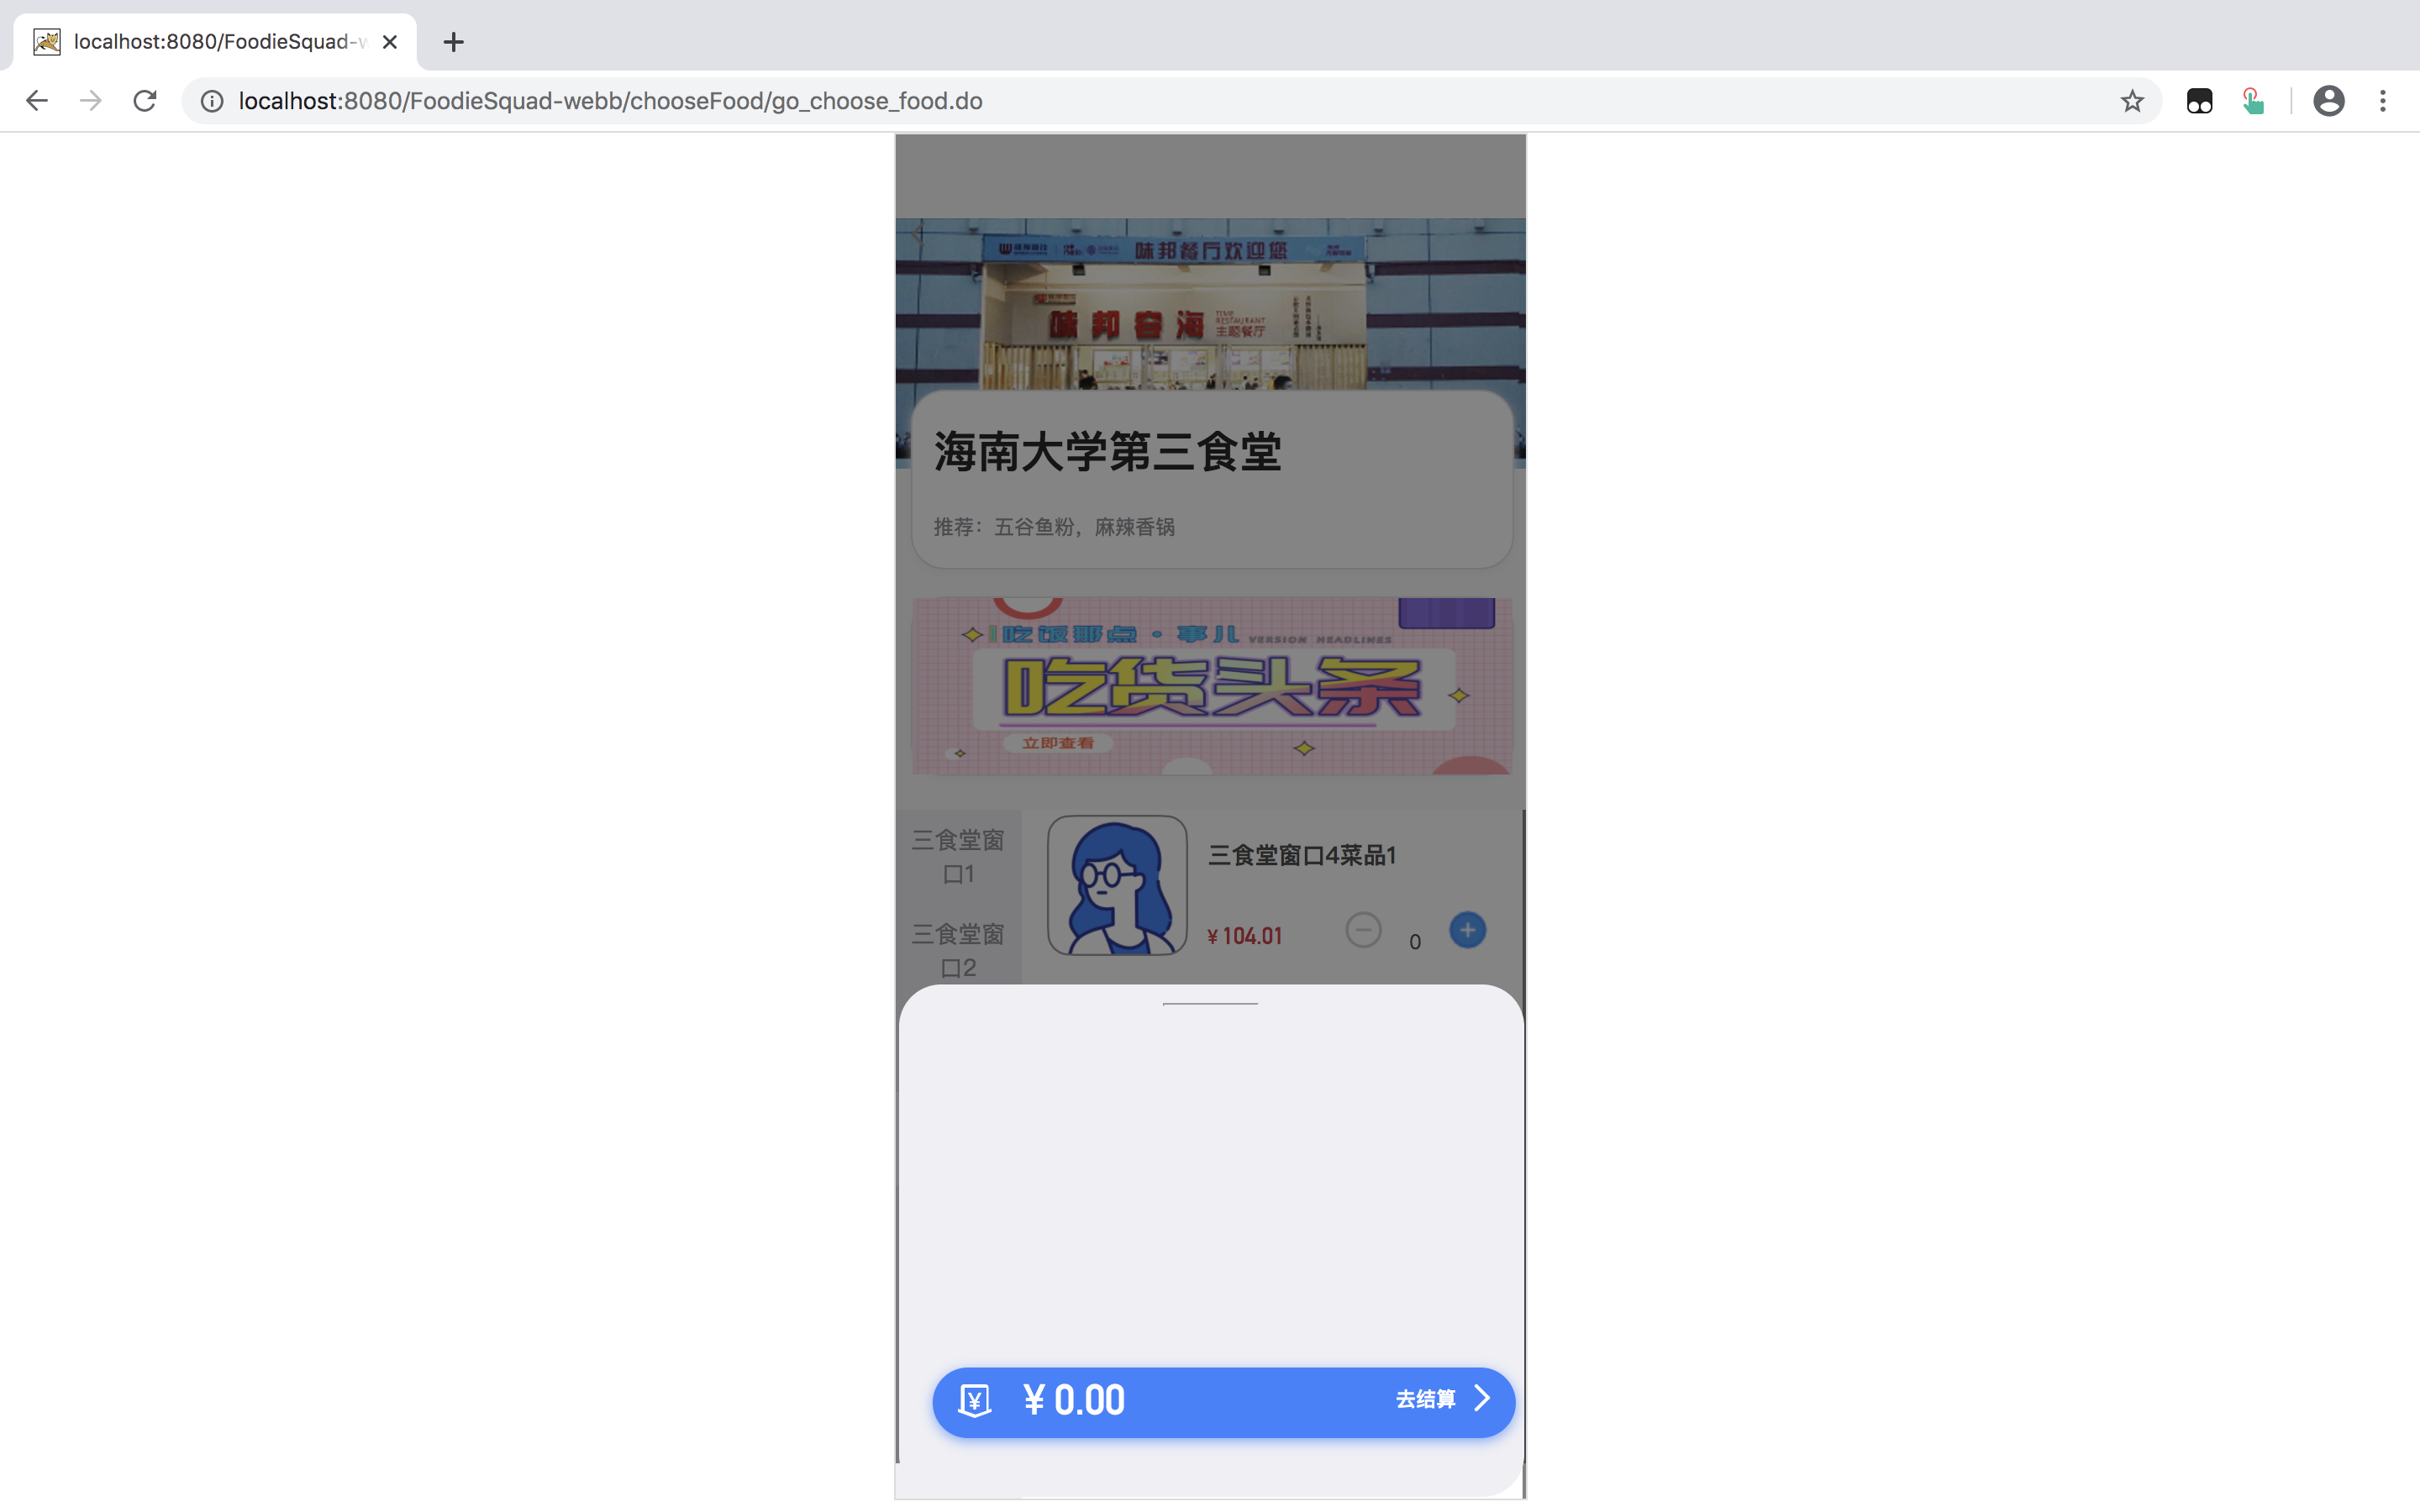 localhost:8080/FoodieSquad-w
localhost:8080/FoodieSquad-webb/chooseFood/go_choose_food.do
味邦餐厅欢迎您
味邦容海
RESTAURANT
主题餐厅
海南大学第三食堂
推荐：五谷鱼粉，麻辣香锅
吃饭那点·事儿 VERSION HEADLINES
吃货头条
立即查看
三食堂窗
口1
三食堂窗口4菜品1
¥ 104.01
0
三食堂窗
口2
¥ 0.00
去结算